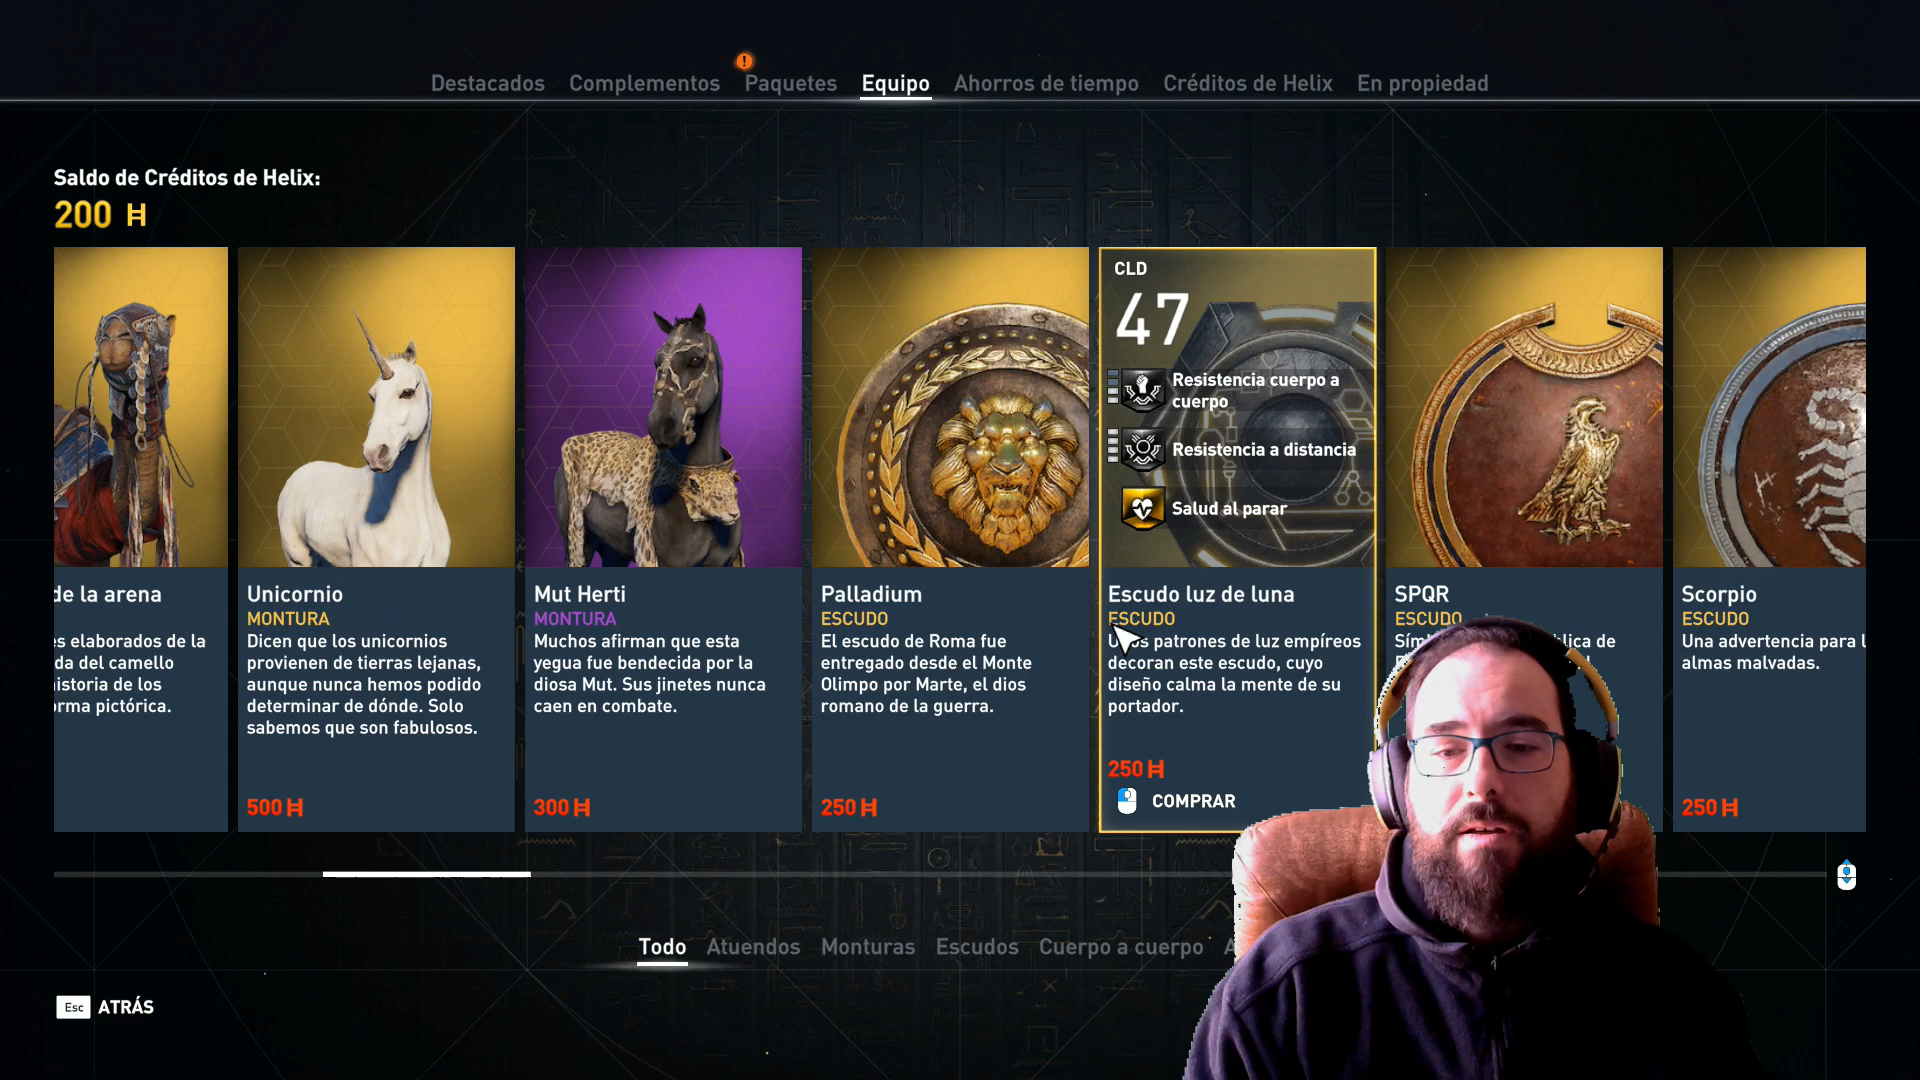 Destacados Complementos Paquetes Equipo Ahorros de tiempo Créditos de Helix En propiedad
Saldo de Créditos de Helix:
200
de la arena
elaborados de la
da del camello
istoria de los
rma pictórica.
Unicornio
MONTURA
Dicen que los unicornios
provienen de tierras lejanas,
aunque nunca hemos podido
determinar de dónde. Solo
sabemos que son fabulosos.
500
Mut Herti
MONTURA
Muchos afirman que esta
yegua fue bendecida por la
diosa Mut. Sus jinetes nunca
caen en combate.
300
Palladium
ESCUDO
El escudo de Roma fue
entregado desde el Monte
Olimpo por Marte, el dios
romano de la guerra.
250
CLD
47
Resistencia cuerpo a
cuerpo
Resistencia a distancia
Salud al parar
Escudo luz de luna
ESCUDO
patrones de luz empíreos
decoran este escudo, cuyo
diseño calma la mente de su
portador.
250
COMPRAR
SPQR
ESCUDO
de
Scorpio
ESCUDO
Una advertencia para l
almas malvadas.
250
Todo Atuendos Monturas Escudos Cuerpo a cuerpo
Esc ATRÁS